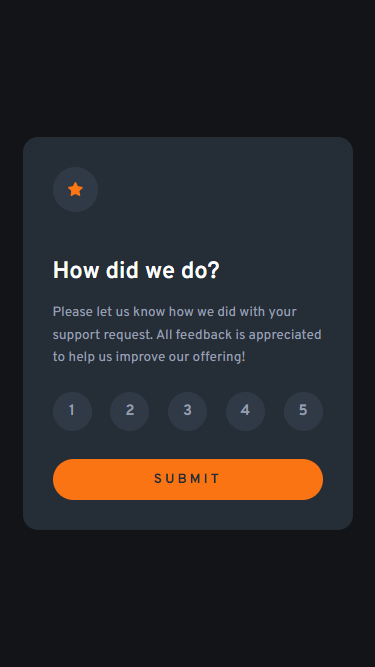 How did we do?
Please let us know how we did with your
support request. All feedback is appreciated
to help us improve our offering!
1 2 3 4 5
SUBMIT